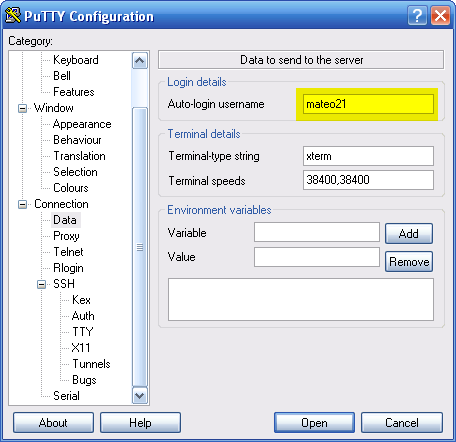 PuTTY Configuration
Category:
Keyboard
Bell
Features
Window
Appearance
Behaviour
Translation
Selection
Colours
Connection
Data
Proxy
Telnet
Rlogin
SSH
Kex
Auth
TTY
X11
Tunnels
Bugs
Serial
Data to send to the server
Login details
Auto-login username mateo21
Terminal details
Terminal-type string xterm
Terminal speeds 38400,38400
Environment variables
Variable Add
Value Remove
About Help Open Cancel